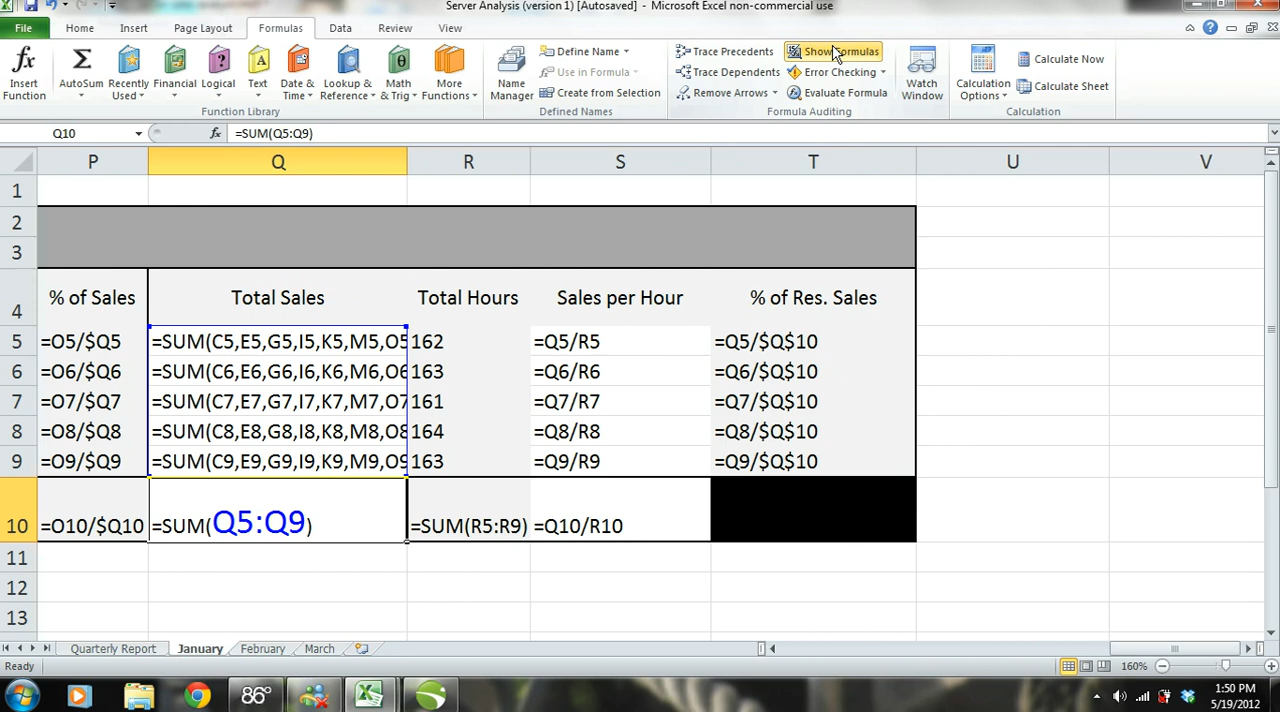 Server Analysis (version 1) [Autosaved] - Microsoft Excel non-commercial use
File Home Insert Page Layout Formulas Data Review View
fx Σ ? A θ
Insert Function
AutoSum
Recently Used
Financial
Logical
Text
Date & Time
Lookup & Reference
Math & Trig
More Functions
Function Library
Name Manager
Define Name
Use in Formula
Create from Selection
Defined Names
Trace Precedents
Trace Dependents
Remove Arrows
Show Formulas
Error Checking
Evaluate Formula
Formula Auditing
Watch Window
Calculation Options
Calculate Now
Calculate Sheet
Calculation
Q10 fx =SUM(Q5:Q9)
P Q R S T U V
1
2
3
4 % of Sales Total Sales Total Hours Sales per Hour % of Res. Sales
5 =O5/$Q5 =SUM(C5,E5,G5,I5,K5,M5,O5 162 =Q5/R5 =Q5/$Q$10
6 =O6/$Q6 =SUM(C6,E6,G6,I6,K6,M6,O6 163 =Q6/R6 =Q6/$Q$10
7 =O7/$Q7 =SUM(C7,E7,G7,I7,K7,M7,O7 161 =Q7/R7 =Q7/$Q$10
8 =O8/$Q8 =SUM(C8,E8,G8,I8,K8,M8,O8 164 =Q8/R8 =Q8/$Q$10
9 =O9/$Q9 =SUM(C9,E9,G9,I9,K9,M9,O9 163 =Q9/R9 =Q9/$Q$10
10 =O10/$Q10 =SUM(Q5:Q9) =SUM(R5:R9) =Q10/R10
11
12
13
Quarterly Report January February March
Ready 160%
86° 1:50 PM
5/19/2012